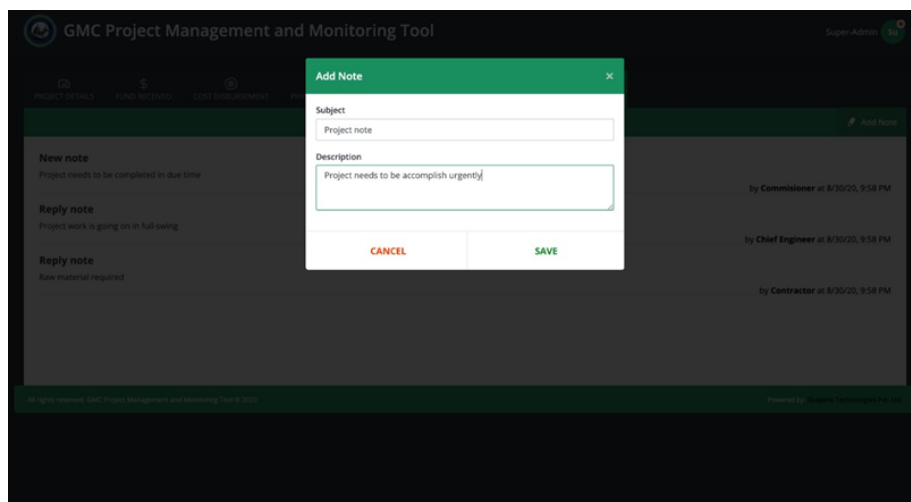 GMC Project Management and Monitoring Tool
Super-Admin
Su
PROJECT DETAILS
FUND RECEIVED
COST DISBURSEMENT
Add Note
×
Subject
Project note
Description
Project needs to be accomplish urgently
CANCEL
SAVE
Add Note
New note
Project needs to be completed in due time
by Commisioner at 8/30/20, 9:58 PM
Reply note
Project work is going on in full-swing
by Chief Engineer at 8/30/20, 9:58 PM
Reply note
Raw material required
by Contractor at 8/30/20, 9:58 PM
All rights reserved. GMC Project Management and Monitoring Tool © 2020
Powered by